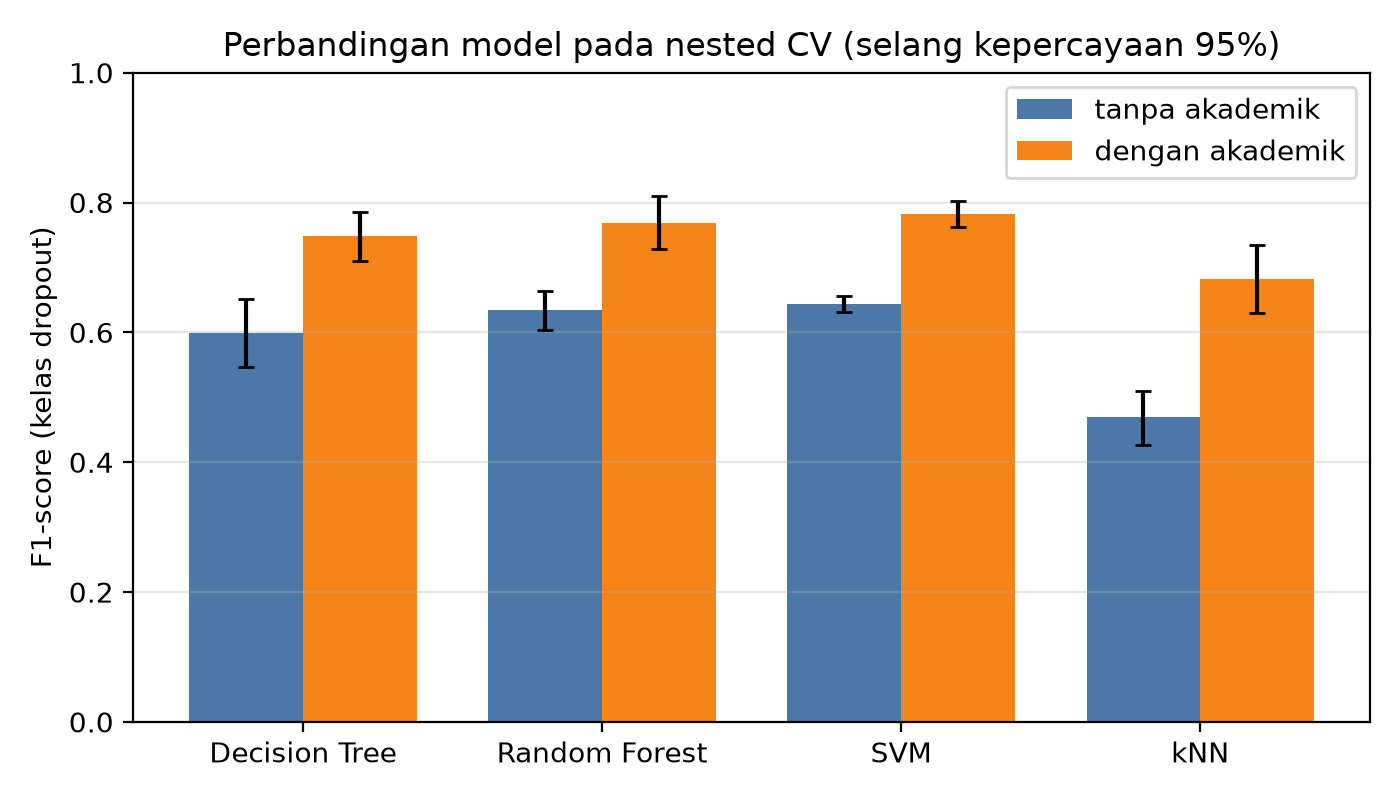 Perbandingan model pada nested CV (selang kepercayaan 95%)
1.0
0.8
0.6
0.4
0.2
0.0
F1-score (kelas dropout)
tanpa akademik
dengan akademik
Decision Tree
Random Forest
SVM
kNN